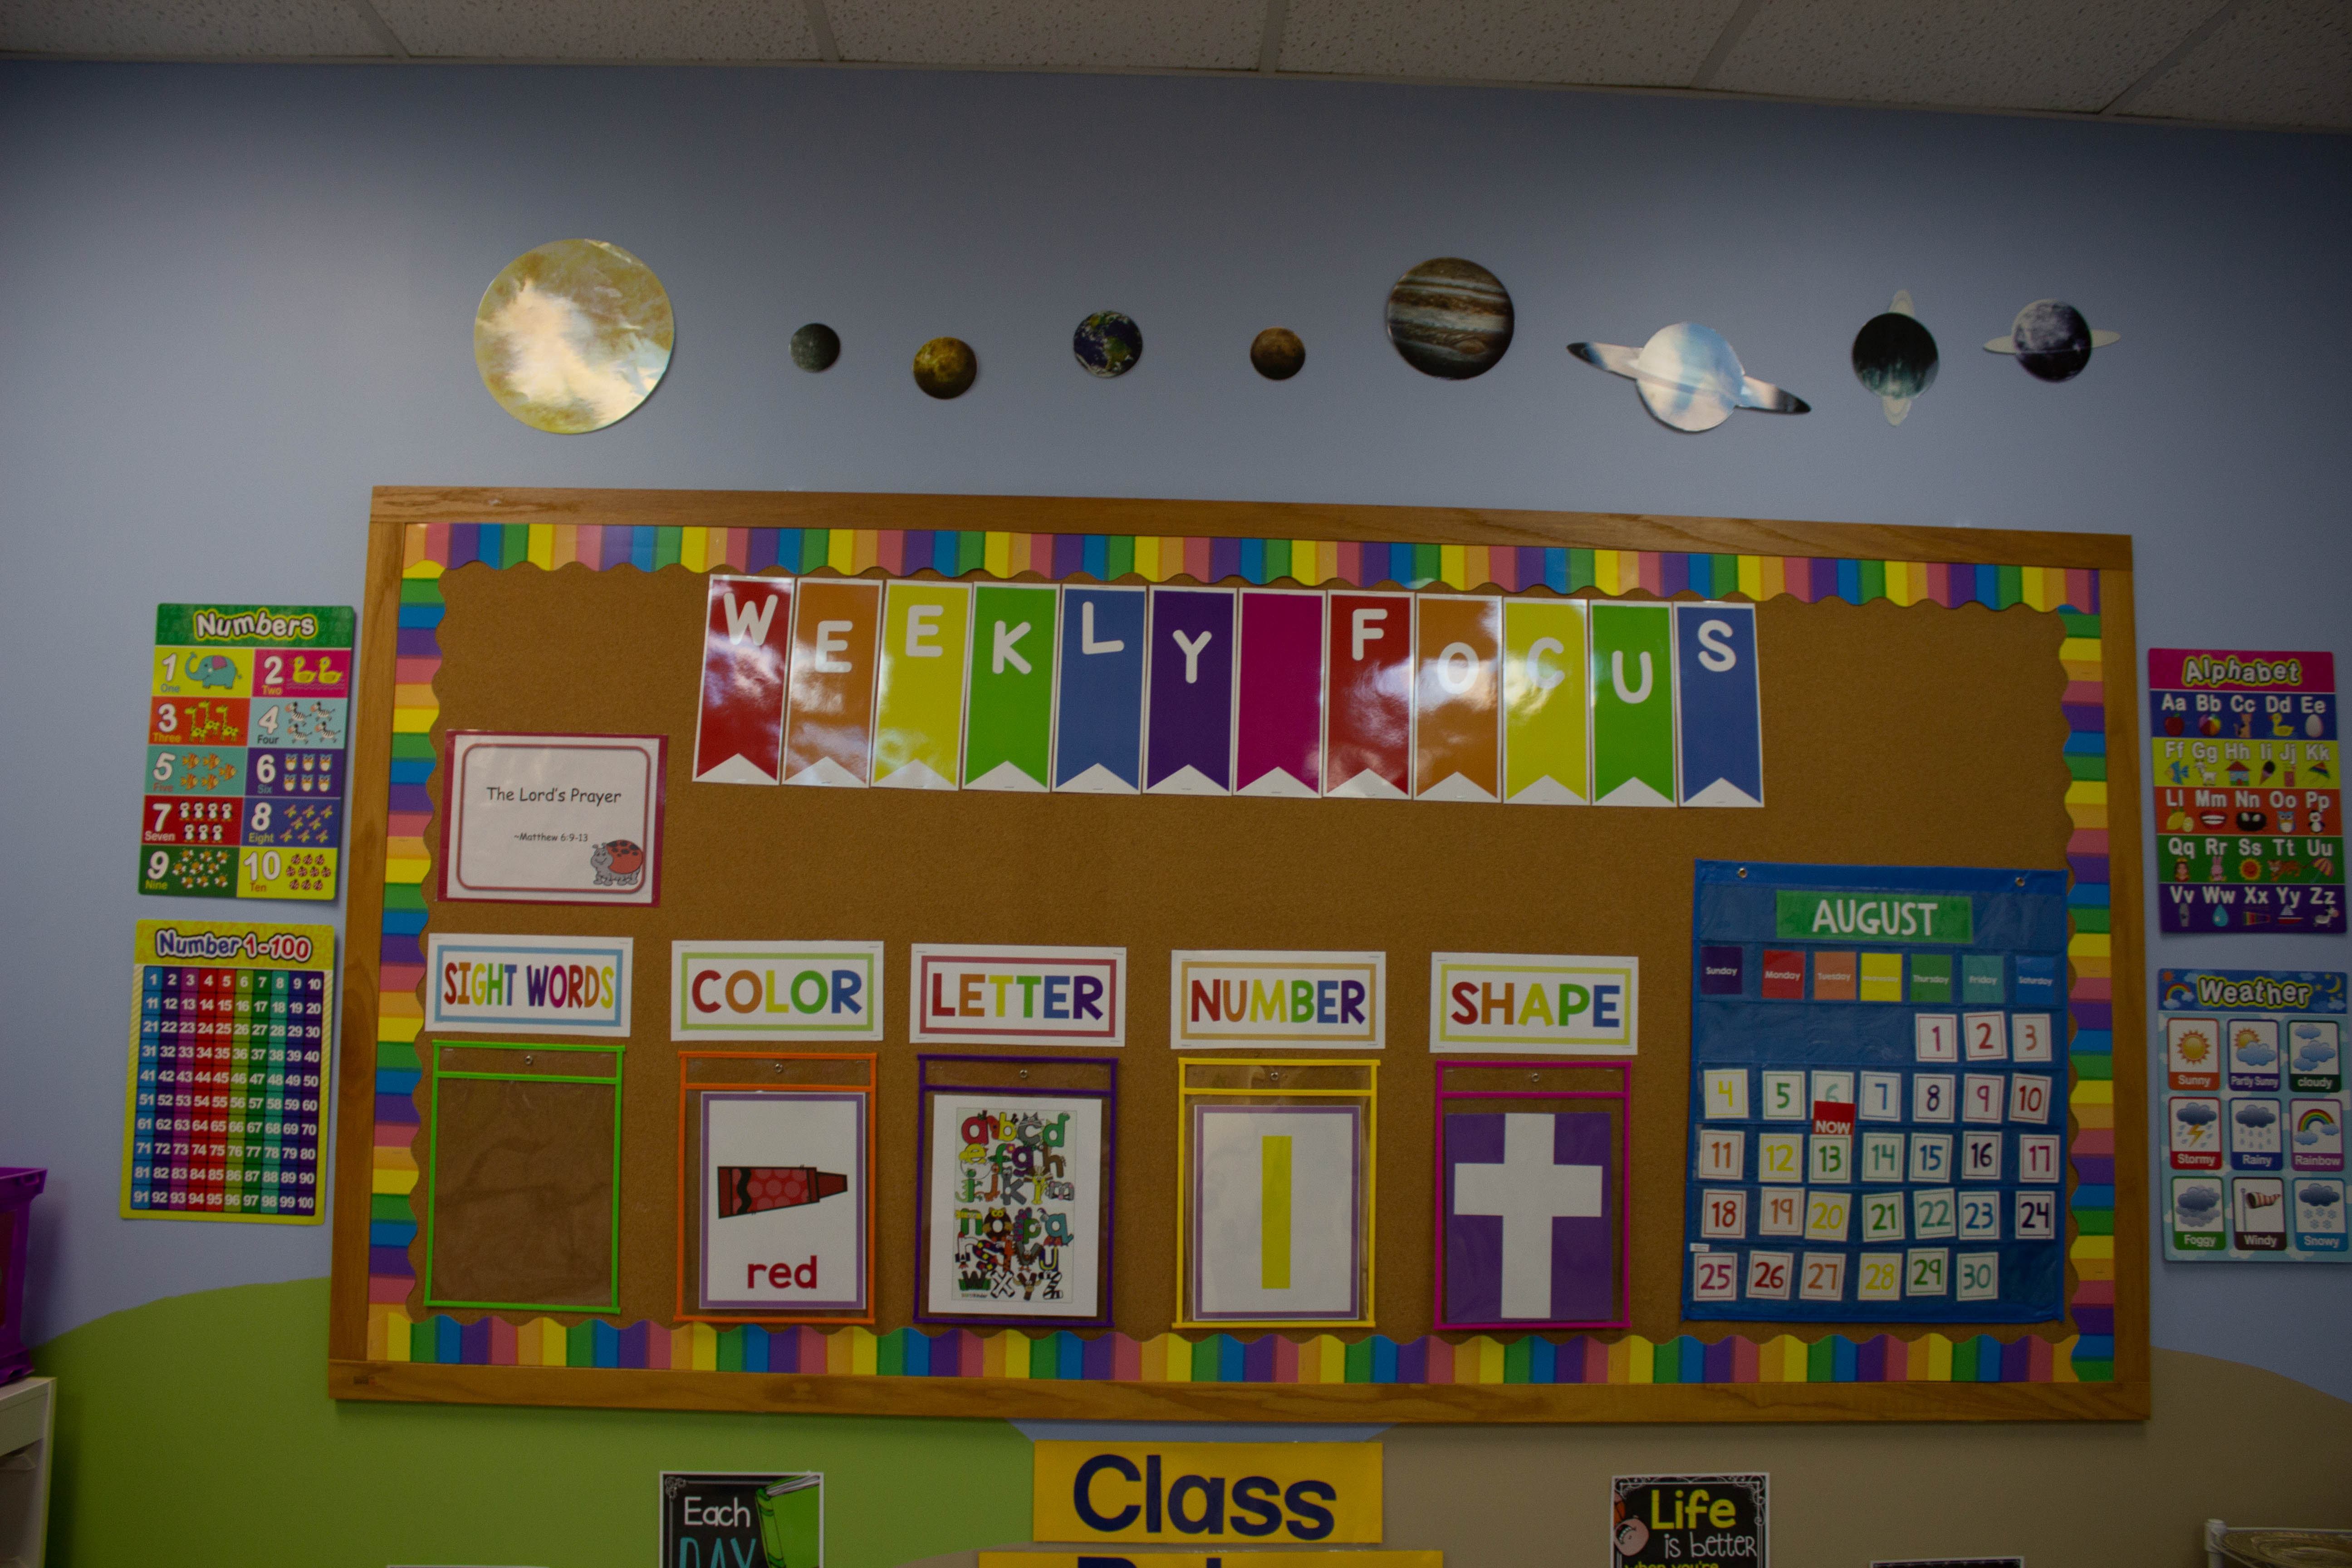 WEEKLY FOCUS
Numbers
1 2
One Two
3 4
Three Four
5 6
Five Six
7 8
Seven Eight
9 10
Nine Ten
Number 1-100
1 2 3 4 5 6 7 8 9 10
11 12 13 14 15 16 17 18 19 20
21 22 23 24 25 26 27 28 29 30
31 32 33 34 35 36 37 38 39 40
41 42 43 44 45 46 47 48 49 50
51 52 53 54 55 56 57 58 59 60
61 62 63 64 65 66 67 68 69 70
71 72 73 74 75 76 77 78 79 80
81 82 83 84 85 86 87 88 89 90
91 92 93 94 95 96 97 98 99 100
The Lord's Prayer
~Matthew 6:9-13
SIGHT WORDS
COLOR
red
LETTER
a b c d
e f g h
i j k l m
n o p q
r s t v u
w x y z
NUMBER
1
SHAPE
AUGUST
Sunday Monday Tuesday Wednesday Thursday Friday Saturday
1 2 3
4 5 6 7 8 9 10
NOW
11 12 13 14 15 16 17
18 19 20 21 22 23 24
25 26 27 28 29 30
Alphabet
Aa Bb Cc Dd Ee
Ff Gg Hh Ii Jj Kk
Ll Mm Nn Oo Pp
Qq Rr Ss Tt Uu
Vv Ww Xx Yy Zz
Weather
Sunny Partly Sunny cloudy
Stormy Rainy Rainbow
Foggy Windy Snowy
Each
DAY
Class
Life
is better
when you're